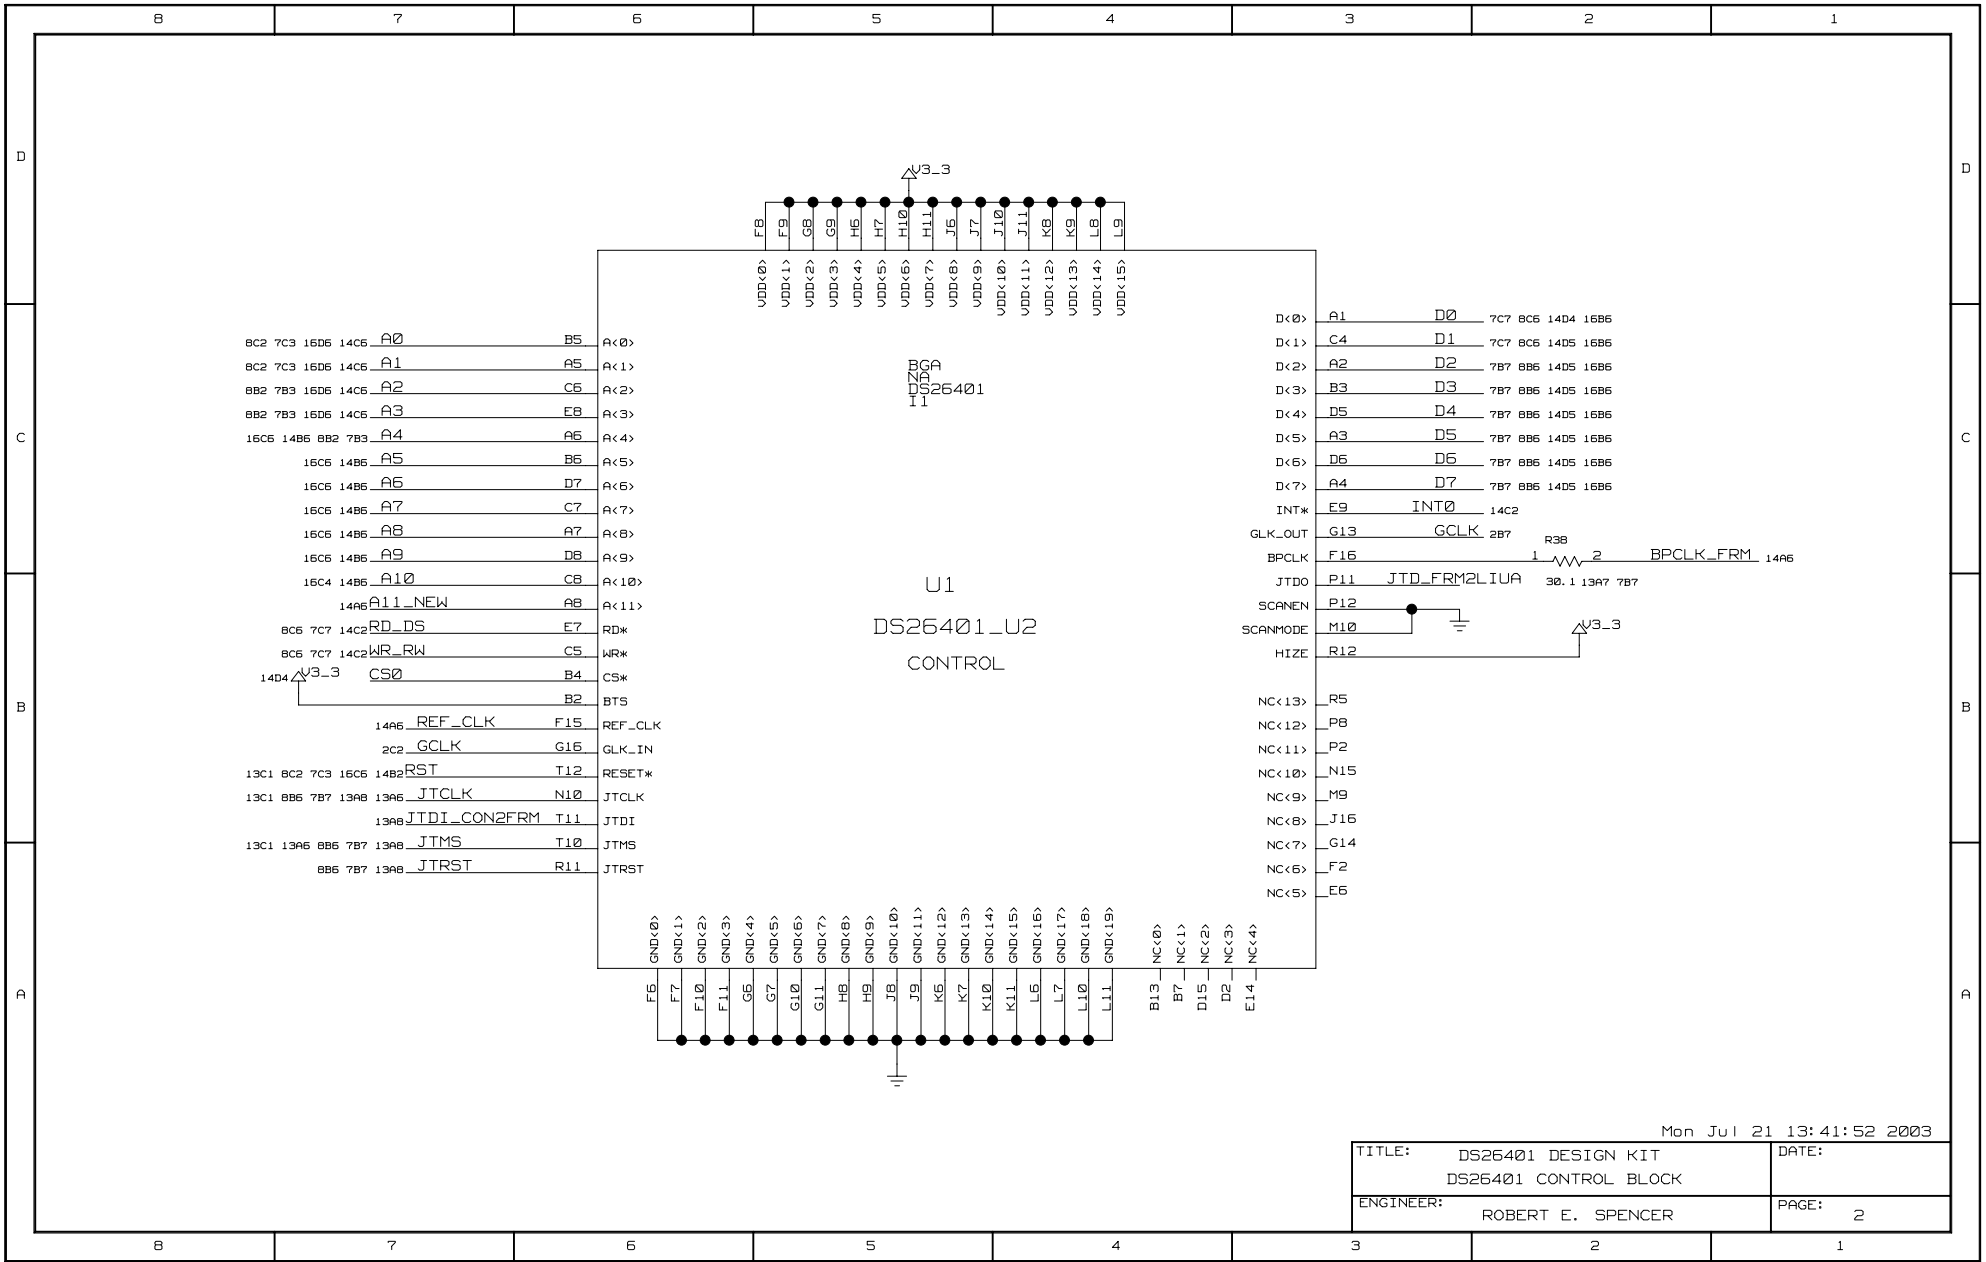 8 7 6 5 4 3 2 1
D D
V3_3
F8 F9 G8 G9 H6 H7 H10 H11 J6 J7 J10 J11 K8 K9 L8 L9
VDD<0> VDD<1> VDD<2> VDD<3> VDD<4> VDD<5> VDD<6> VDD<7> VDD<8> VDD<9> VDD<10> VDD<11> VDD<12> VDD<13> VDD<14> VDD<15>
BGA
NA
DS26401
I1
8C2 7C3 16D6 14C6 A0 B5 A<0>
8C2 7C3 16D6 14C6 A1 A5 A<1>
8B2 7B3 16D6 14C6 A2 C6 A<2>
8B2 7B3 16D6 14C6 A3 E8 A<3>
16C6 14B6 8B2 7B3 A4 A6 A<4>
16C6 14B6 A5 B6 A<5>
16C6 14B6 A6 D7 A<6>
16C6 14B6 A7 C7 A<7>
16C6 14B6 A8 A7 A<8>
16C6 14B6 A9 D8 A<9>
16C4 14B6 A10 C8 A<10>
14A6 A11_NEW A8 A<11>
8C6 7C7 14C2 RD_DS E7 RD*
8C6 7C7 14C2 WR_RW C5 WR*
14D4 V3_3 CS0 B4 CS*
B2 BTS
14A6 REF_CLK F15 REF_CLK
2C2 GCLK G16 GLK_IN
13C1 8C2 7C3 16C6 14B2 RST T12 RESET*
13C1 8B6 7B7 13A8 13A6 JTCLK N10 JTCLK
13A8 JTDI_CON2FRM T11 JTDI
13C1 13A6 8B6 7B7 13A8 JTMS T10 JTMS
8B6 7B7 13A8 JTRST R11 JTRST
U1
DS26401_U2
CONTROL
D<0> A1 D0 7C7 8C6 14D4 16B6
D<1> C4 D1 7C7 8C6 14D5 16B6
D<2> A2 D2 7B7 8B6 14D5 16B6
D<3> B3 D3 7B7 8B6 14D5 16B6
D<4> D5 D4 7B7 8B6 14D5 16B6
D<5> A3 D5 7B7 8B6 14D5 16B6
D<6> D6 D6 7B7 8B6 14D5 16B6
D<7> A4 D7 7B7 8B6 14D5 16B6
INT* E9 INT0 14C2
GLK_OUT G13 GCLK 2B7
R38
BPCLK F16 1 2 BPCLK_FRM 14A6
JTDO P11 JTD_FRM2LIUA 30.1 13A7 7B7
SCANEN P12
SCANMODE M10 V3_3
HIZE R12
NC<13> R5
NC<12> P8
NC<11> P2
NC<10> N15
NC<9> M9
NC<8> J16
NC<7> G14
NC<6> F2
NC<5> E6
C C
B B
A A
GND<0> GND<1> GND<2> GND<3> GND<4> GND<5> GND<6> GND<7> GND<8> GND<9> GND<10> GND<11> GND<12> GND<13> GND<14> GND<15> GND<16> GND<17> GND<18> GND<19>
F6 F7 F10 F11 G6 G7 G10 G11 H8 H9 J8 J9 K6 K7 K10 K11 L6 L7 L10 L11
NC<0> NC<1> NC<2> NC<3> NC<4>
B13 B7 D15 D2 E14
Mon Jul 21 13:41:52 2003
TITLE: DS26401 DESIGN KIT
DS26401 CONTROL BLOCK
DATE:
ENGINEER: ROBERT E. SPENCER
PAGE: 2
8 7 6 5 4 3 2 1